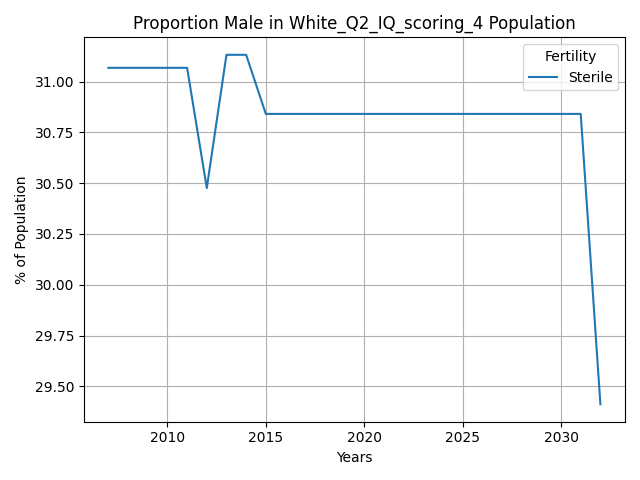 Proportion Male in White_Q2_IQ_scoring_4 Population
Fertility
Sterile
% of Population
31.00
30.75
30.50
30.25
30.00
29.75
29.50
2010 2015 2020 2025 2030
Years